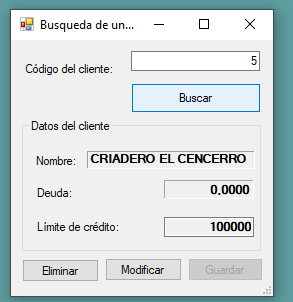 Busqueda de un...
Código del cliente:
5
Buscar
Datos del cliente
Nombre: CRIADERO EL CENCERRO
Deuda: 0,0000
Límite de crédito: 100000
Eliminar Modificar Guardar